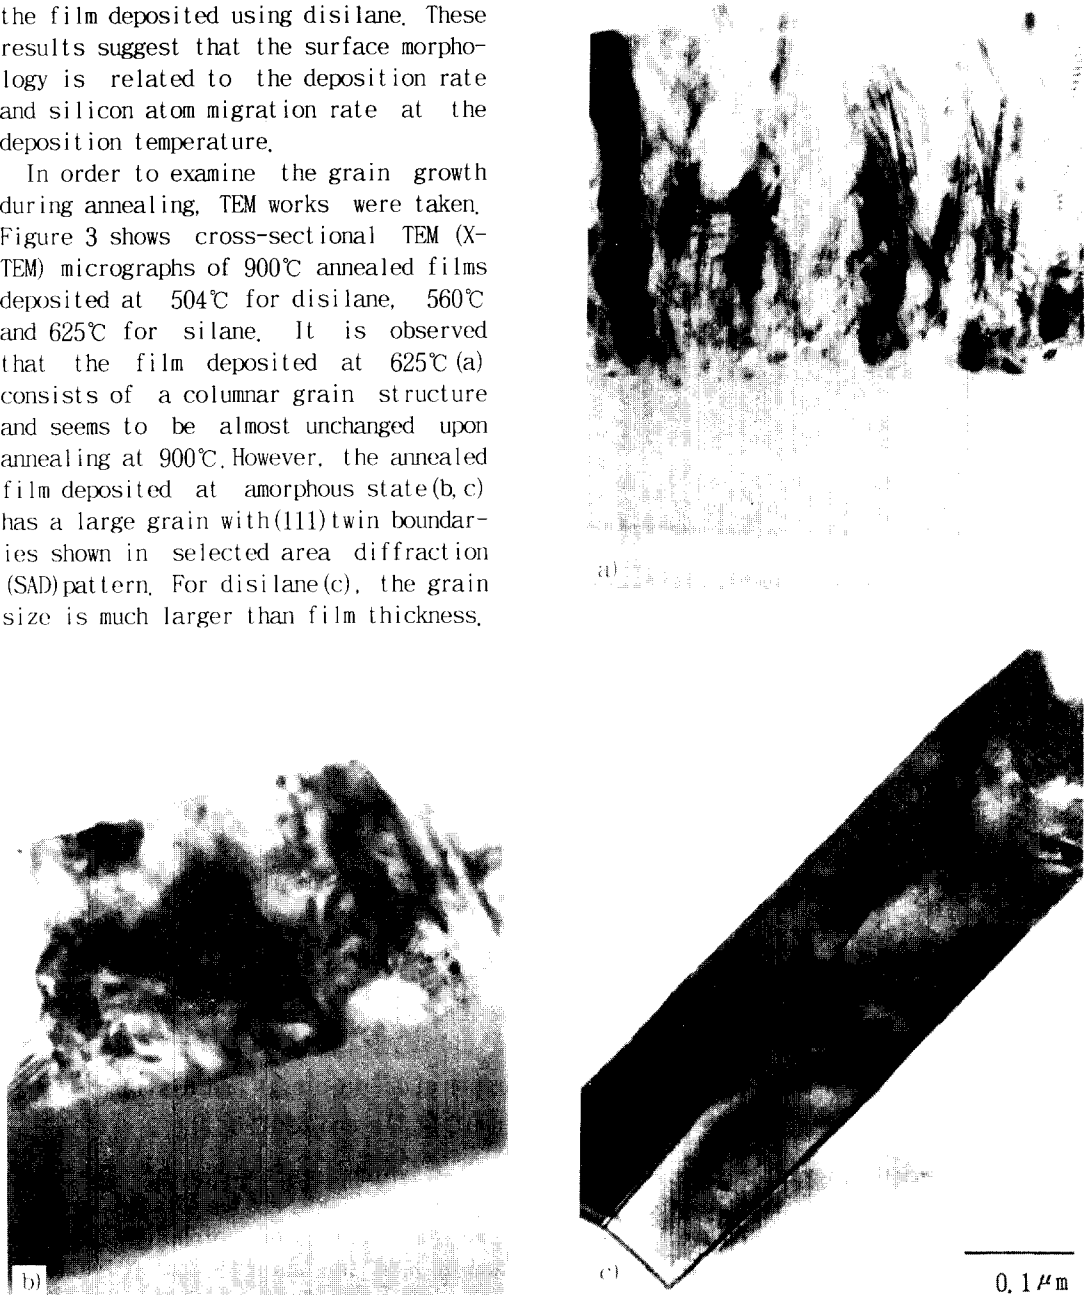 the film deposited using disilane. These
results suggest that the surface morpho-
logy is related to the deposition rate
and silicon atom migration rate at the
deposition temperature.
In order to examine the grain growth
during annealing, TEM works were taken.
Figure 3 shows cross-sectional TEM (X-
TEM) micrographs of 900℃ annealed films
deposited at 504℃ for disilane, 560℃
and 625℃ for silane. It is observed
that the film deposited at 625℃(a)
consists of a columnar grain structure
and seems to be almost unchanged upon
annealing at 900℃. However, the annealed
film deposited at amorphous state(b,c)
has a large grain with(111)twin boundar-
ies shown in selected area diffraction
(SAD)pattern. For disilane(c), the grain
size is much larger than film thickness.
a)
b)
c)
0.1μm